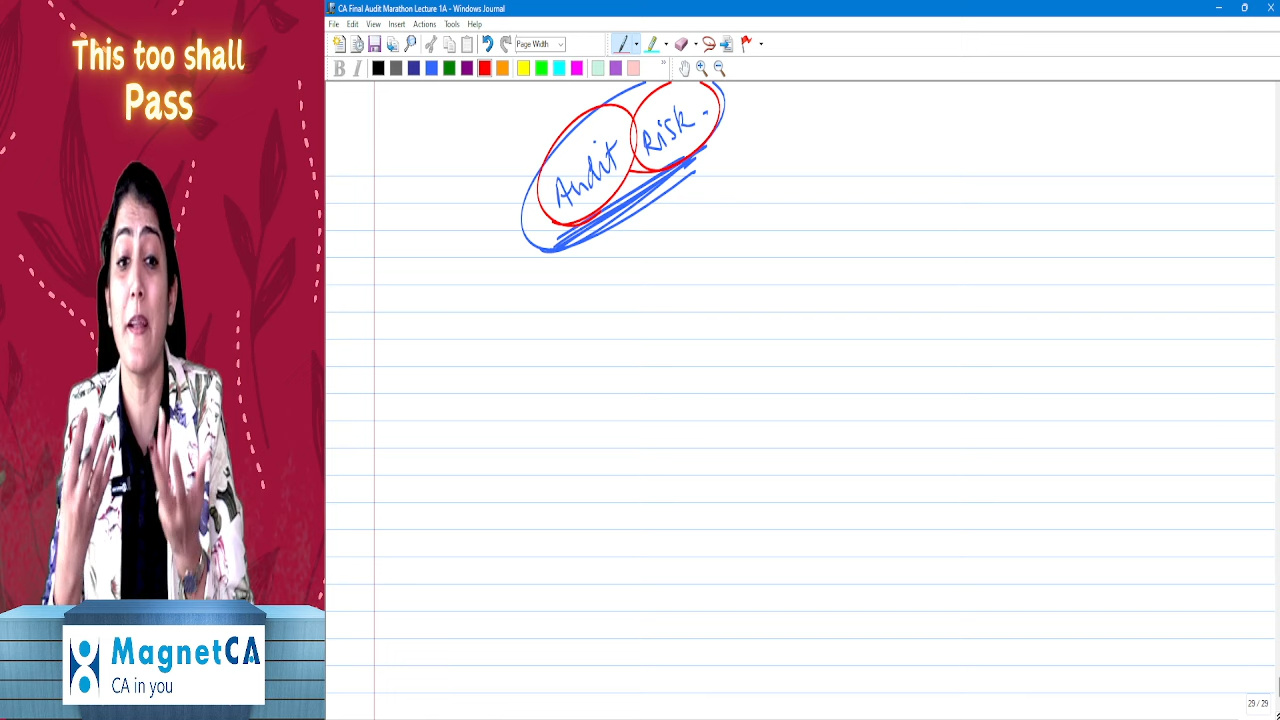 CA Final Audit Marathon Lecture 1A - Windows Journal
File Edit View Insert Actions Tools Help
Page Width
B I
This too shall
Pass
Audit Risk.
MagnetCA
CA in you
29 / 29